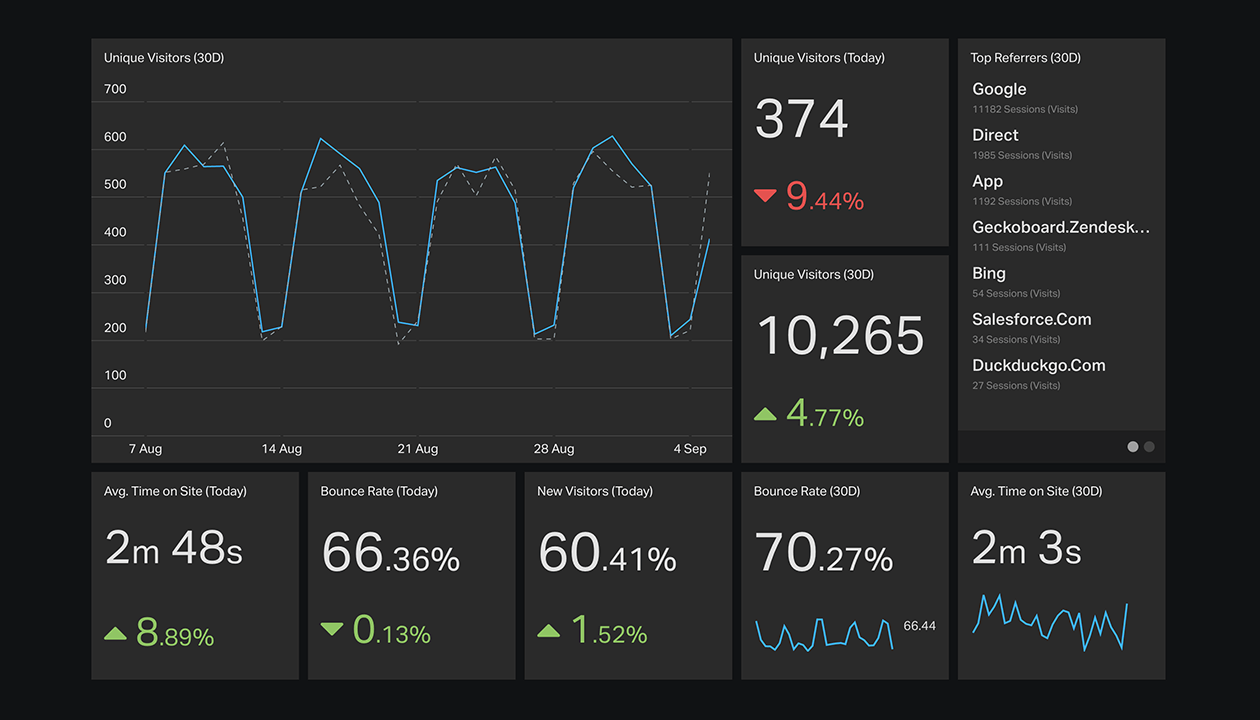 Unique Visitors (30D)
700
600
500
400
300
200
100
0
7 Aug 14 Aug 21 Aug 28 Aug 4 Sep
Unique Visitors (Today)
374
9.44%
Unique Visitors (30D)
10,265
4.77%
Top Referrers (30D)
Google
11182 Sessions (Visits)
Direct
1985 Sessions (Visits)
App
1192 Sessions (Visits)
Geckoboard.Zendesk...
111 Sessions (Visits)
Bing
54 Sessions (Visits)
Salesforce.Com
34 Sessions (Visits)
Duckduckgo.Com
27 Sessions (Visits)
Avg. Time on Site (Today)
2m 48s
8.89%
Bounce Rate (Today)
66.36%
0.13%
New Visitors (Today)
60.41%
1.52%
Bounce Rate (30D)
70.27%
66.44
Avg. Time on Site (30D)
2m 3s